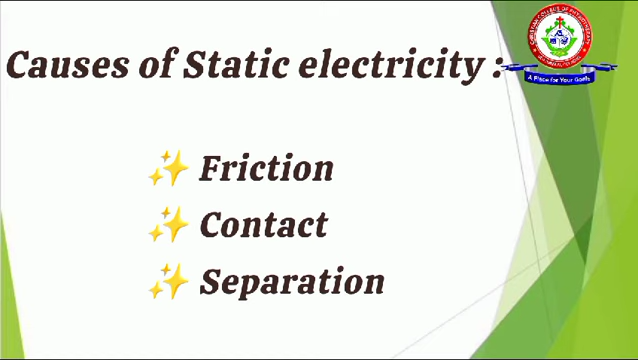 Causes of Static electricity :
Friction
Contact
Separation
A Place for Your Goals